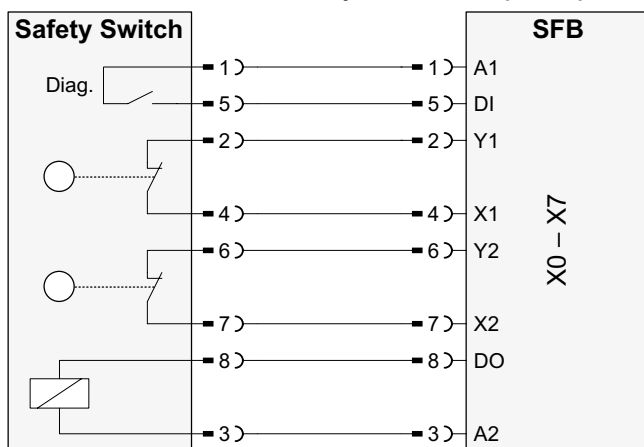 Safety Switch SFB
1 1 A1
Diag.
5 5 DI
2 2 Y1
4 4 X1
X0 – X7
6 6 Y2
7 7 X2
8 8 DO
3 3 A2